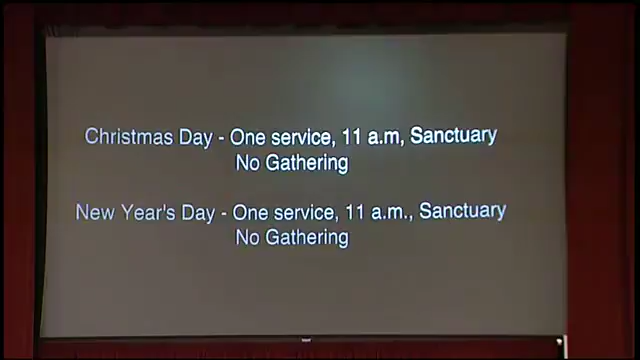 Christmas Day - One service, 11 a.m, Sanctuary
No Gathering
New Year's Day - One service, 11 a.m., Sanctuary
No Gathering